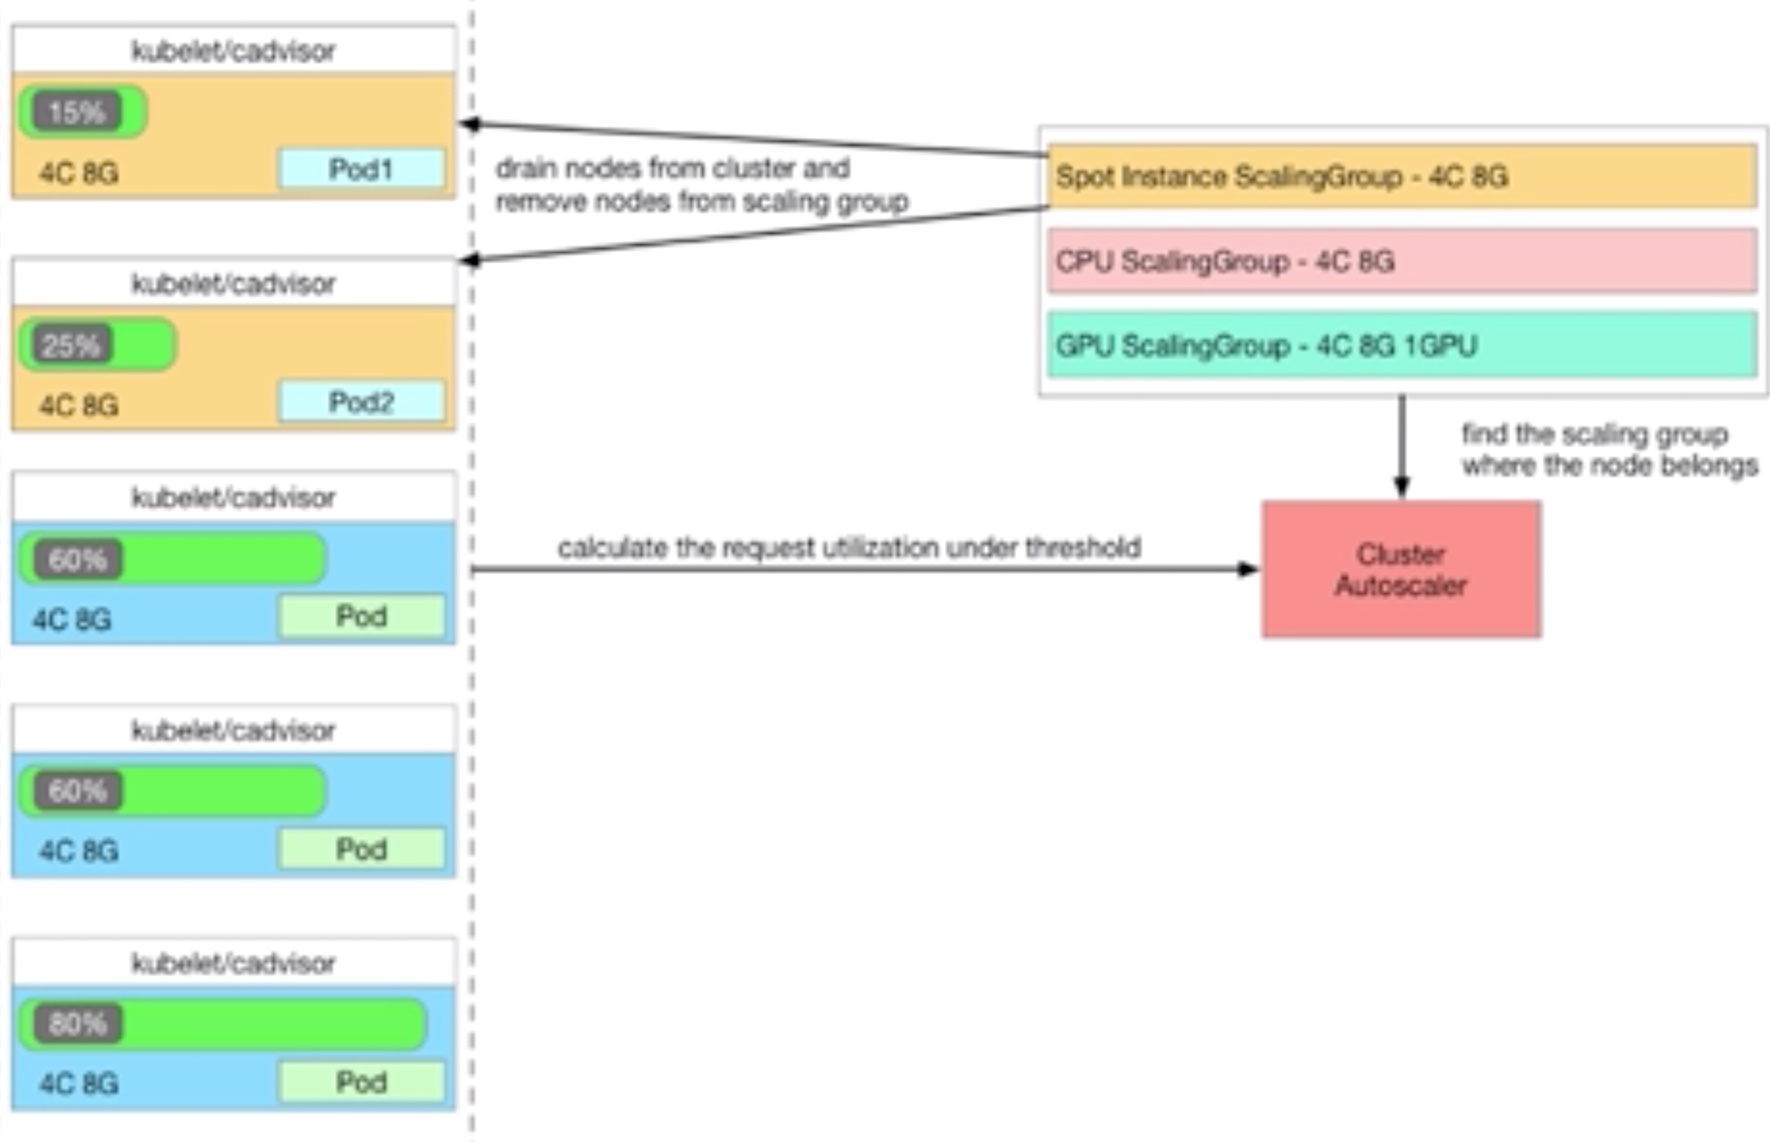 kubelet/cadvisor
15%
4C 8G
Pod1
kubelet/cadvisor
25%
4C 8G
Pod2
kubelet/cadvisor
60%
4C 8G
Pod
kubelet/cadvisor
60%
4C 8G
Pod
kubelet/cadvisor
80%
4C 8G
Pod
drain nodes from cluster and
remove nodes from scaling group
Spot Instance ScalingGroup - 4C 8G
CPU ScalingGroup - 4C 8G
GPU ScalingGroup - 4C 8G 1GPU
find the scaling group
where the node belongs
calculate the request utilization under threshold
Cluster
Autoscaler